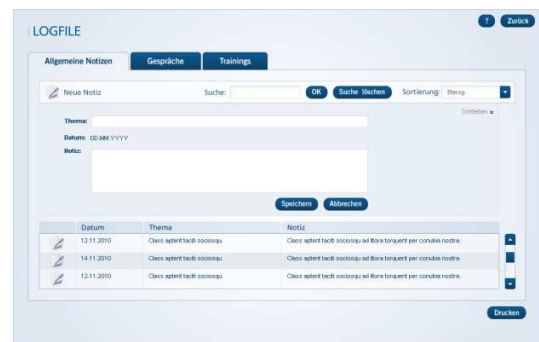 ? Zurück
LOGFILE
Allgemeine Notizen Gespräche Trainings
Neue Notiz Suche: OK Suche löschen Sortierung:
Schließen x
Thema:
Datum: DD.MM.YYYY
Notiz:
Speichern Abbrechen
Datum Thema Notiz
12.11.2010 Class aptent taciti sociosqu Class aptent taciti sociosqu ad litora torquent per conubia nostra.
14.11.2010 Class aptent taciti sociosqu Class aptent taciti sociosqu ad litora torquent per conubia nostra.
12.11.2010 Class aptent taciti sociosqu Class aptent taciti sociosqu ad litora torquent per conubia nostra.
Drucken